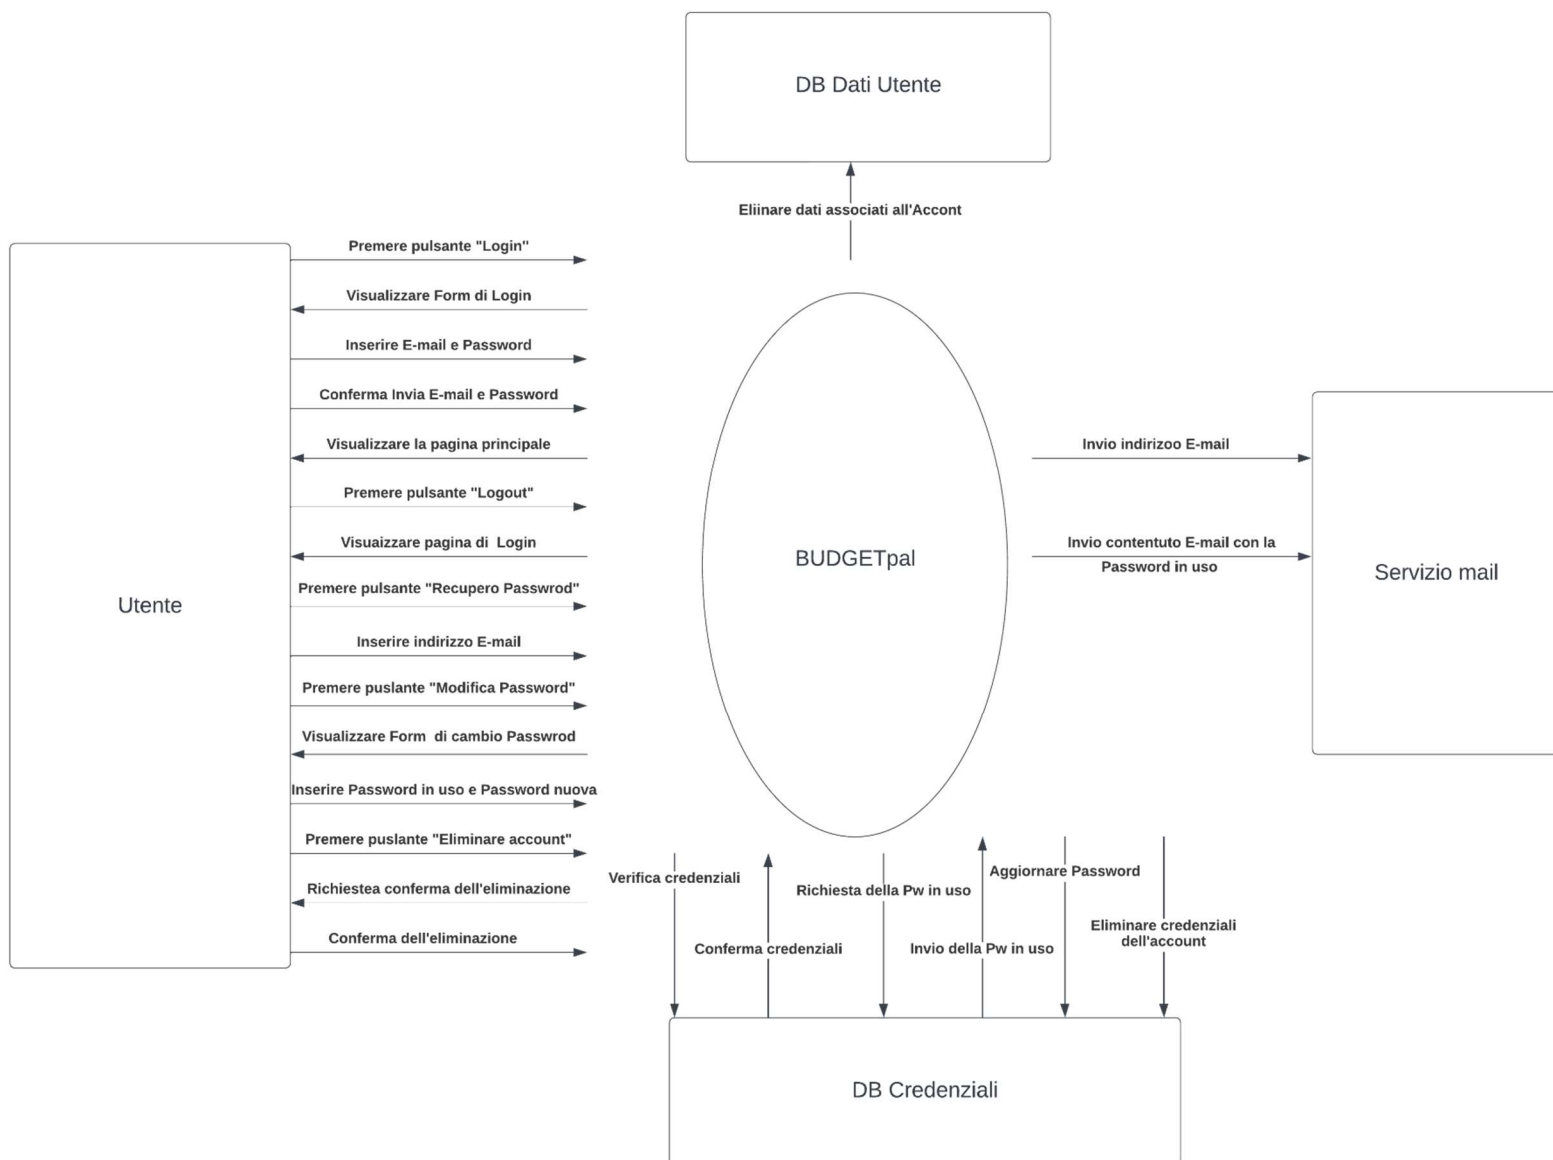 DB Dati Utente
Eliinare dati associati all'Accont
Premere pulsante "Login"
Visualizzare Form di Login
Inserire E-mail e Password
Conferma Invia E-mail e Password
Visualizzare la pagina principale
Premere pulsante "Logout"
Visuaizzare pagina di Login
Premere pulsante "Recupero Passwrod"
Inserire indirizzo E-mail
Premere puslante "Modifica Password"
Visualizzare Form di cambio Passwrod
Inserire Password in uso e Password nuova
Premere puslante "Eliminare account"
Richiestea conferma dell'eliminazione
Conferma dell'eliminazione
Utente
BUDGETpal
Invio indirizoo E-mail
Invio contentuto E-mail con la
Password in uso
Servizio mail
Verifica credenziali
Conferma credenziali
Richiesta della Pw in uso
Invio della Pw in uso
Aggiornare Password
Eliminare credenziali
dell'account
DB Credenziali